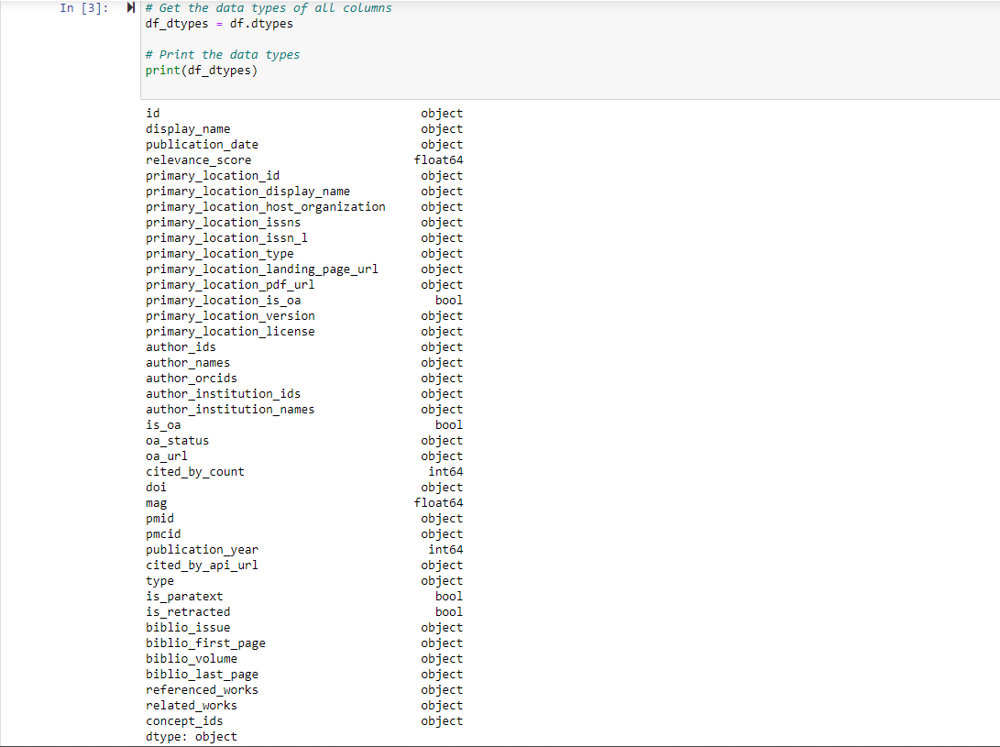 In [3]: # Get the data types of all columns
df_dtypes = df.dtypes
# Print the data types
print(df_dtypes)
id object
display_name object
publication_date object
relevance_score float64
primary_location_id object
primary_location_display_name object
primary_location_host_organization object
primary_location_issns object
primary_location_issn_l object
primary_location_type object
primary_location_landing_page_url object
primary_location_pdf_url object
primary_location_is_oa bool
primary_location_version object
primary_location_license object
author_ids object
author_names object
author_orcids object
author_institution_ids object
author_institution_names object
is_oa bool
oa_status object
oa_url object
cited_by_count int64
doi object
mag float64
pmid object
pmcid object
publication_year int64
cited_by_api_url object
type object
is_paratext bool
is_retracted bool
biblio_issue object
biblio_first_page object
biblio_volume object
biblio_last_page object
referenced_works object
related_works object
concept_ids object
dtype: object